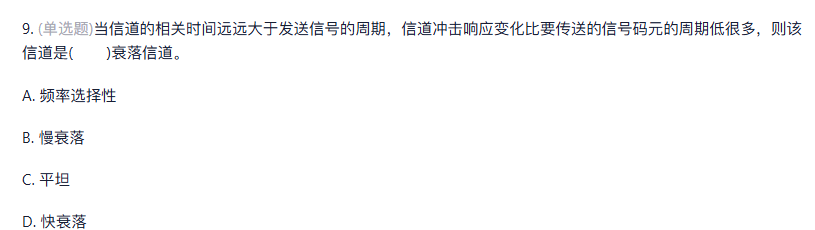 9. (单选题)当信道的相关时间远远大于发送信号的周期，信道冲击响应变化比要传送的信号码元的周期低很多，则该
信道是(　　)衰落信道。
A. 频率选择性
B. 慢衰落
C. 平坦
D. 快衰落